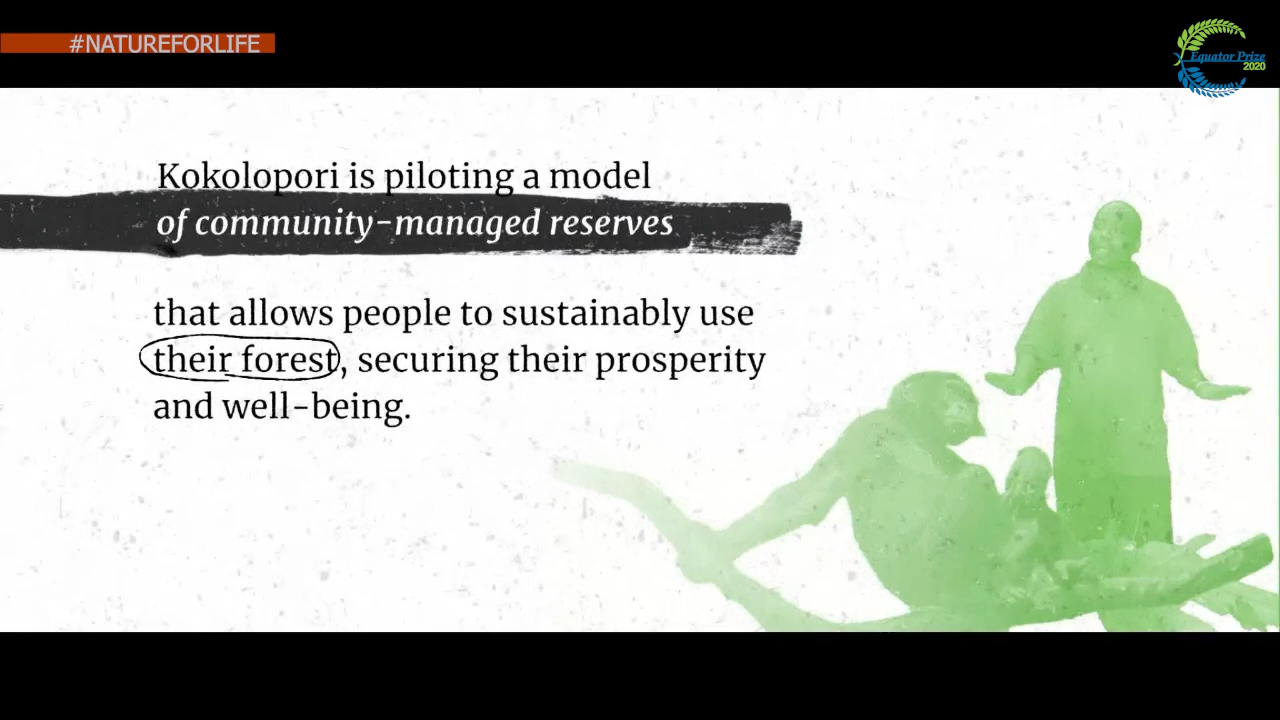 #NATUREFORLIFE
Equator Prize
2020
Kokolopori is piloting a model
of community-managed reserves
that allows people to sustainably use
their forest, securing their prosperity
and well-being.